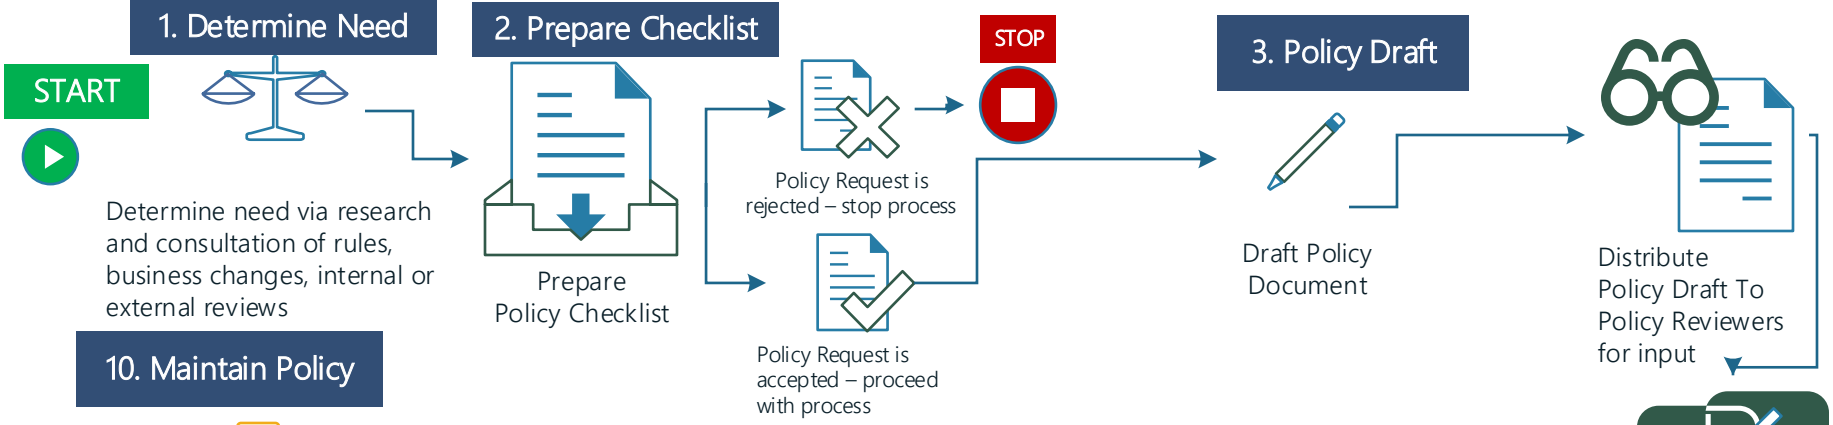 1. Determine Need
2. Prepare Checklist
STOP
3. Policy Draft
START
Policy Request is
rejected – stop process
Determine need via research
and consultation of rules,
business changes, internal or
external reviews
Prepare
Policy Checklist
Draft Policy
Document
Distribute
Policy Draft To
Policy Reviewers
for input
Policy Request is
accepted – proceed
with process
10. Maintain Policy